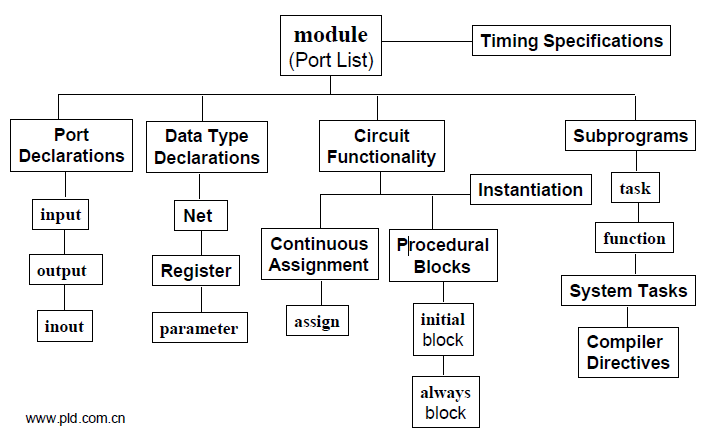 module
(Port List)
Timing Specifications
Port
Declarations
Data Type
Declarations
Circuit
Functionality
Subprograms
input
output
inout
Net
Register
parameter
Instantiation
Continuous
Assignment
assign
Procedural
Blocks
initial
block
always
block
task
function
System Tasks
Compiler
Directives
www.pld.com.cn